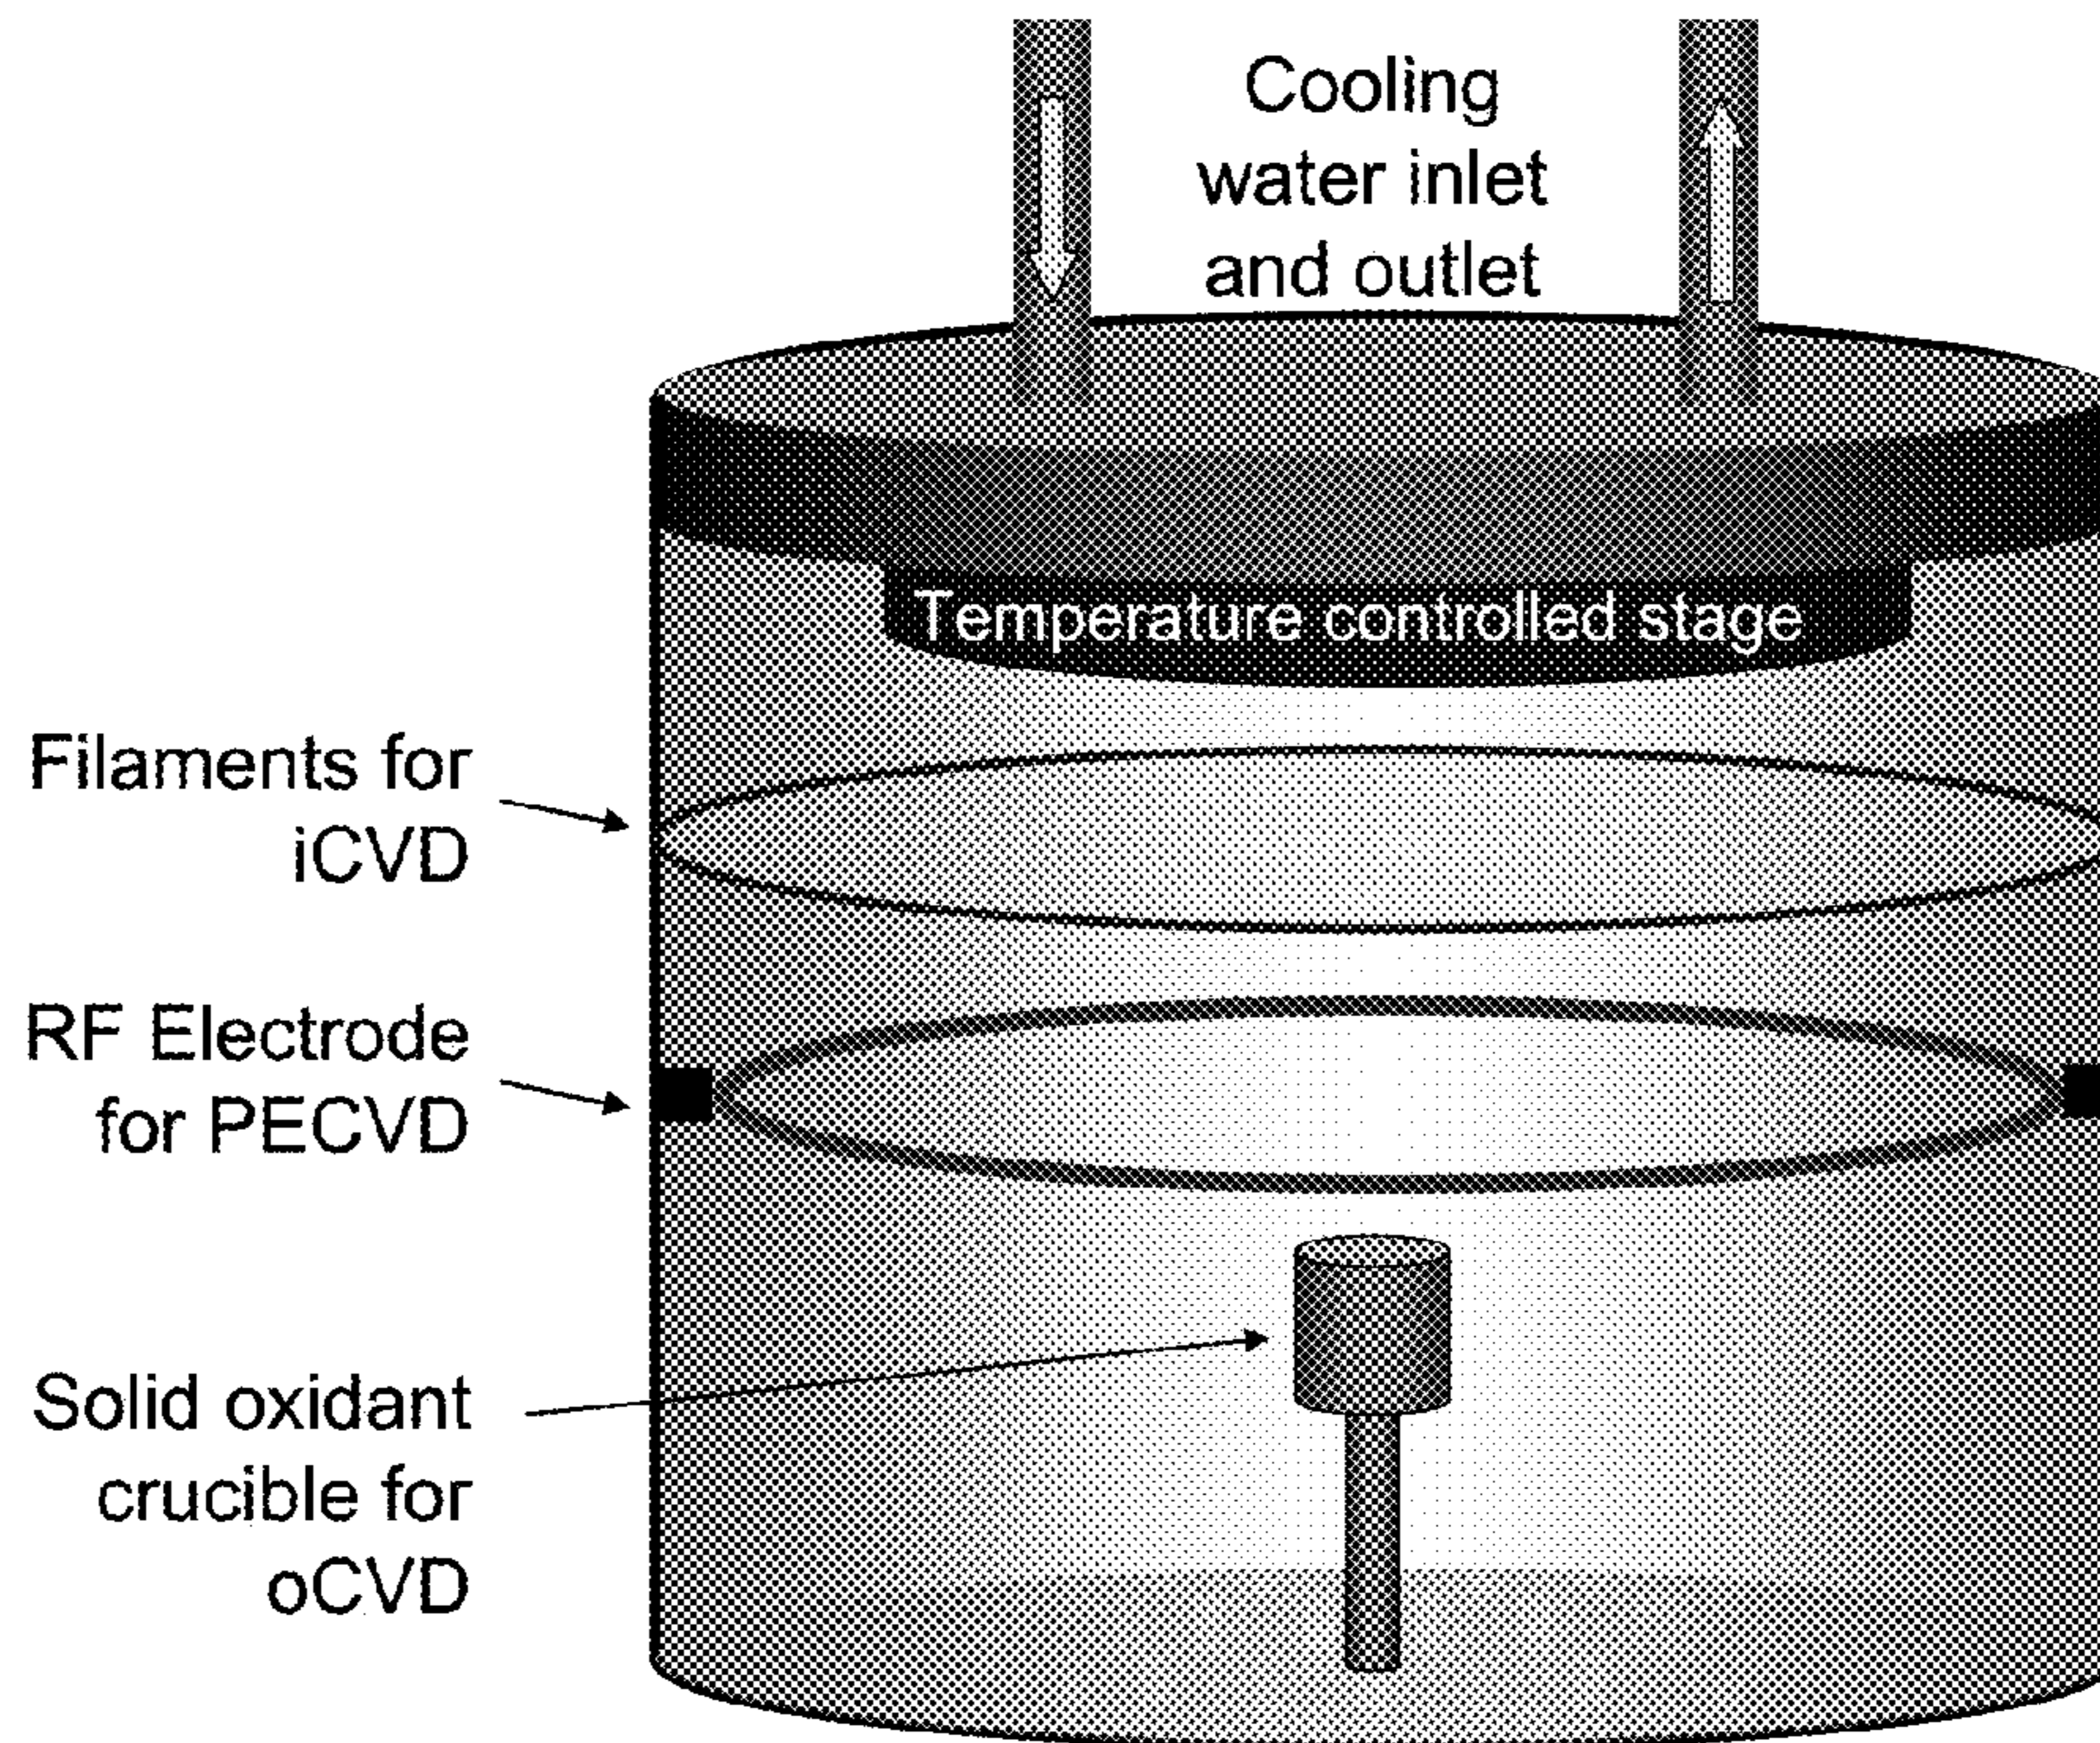 Cooling
water inlet
and outlet
Temperature controlled stage
Filaments for
iCVD
RF Electrode
for PECVD
Solid oxidant
crucible for
oCVD